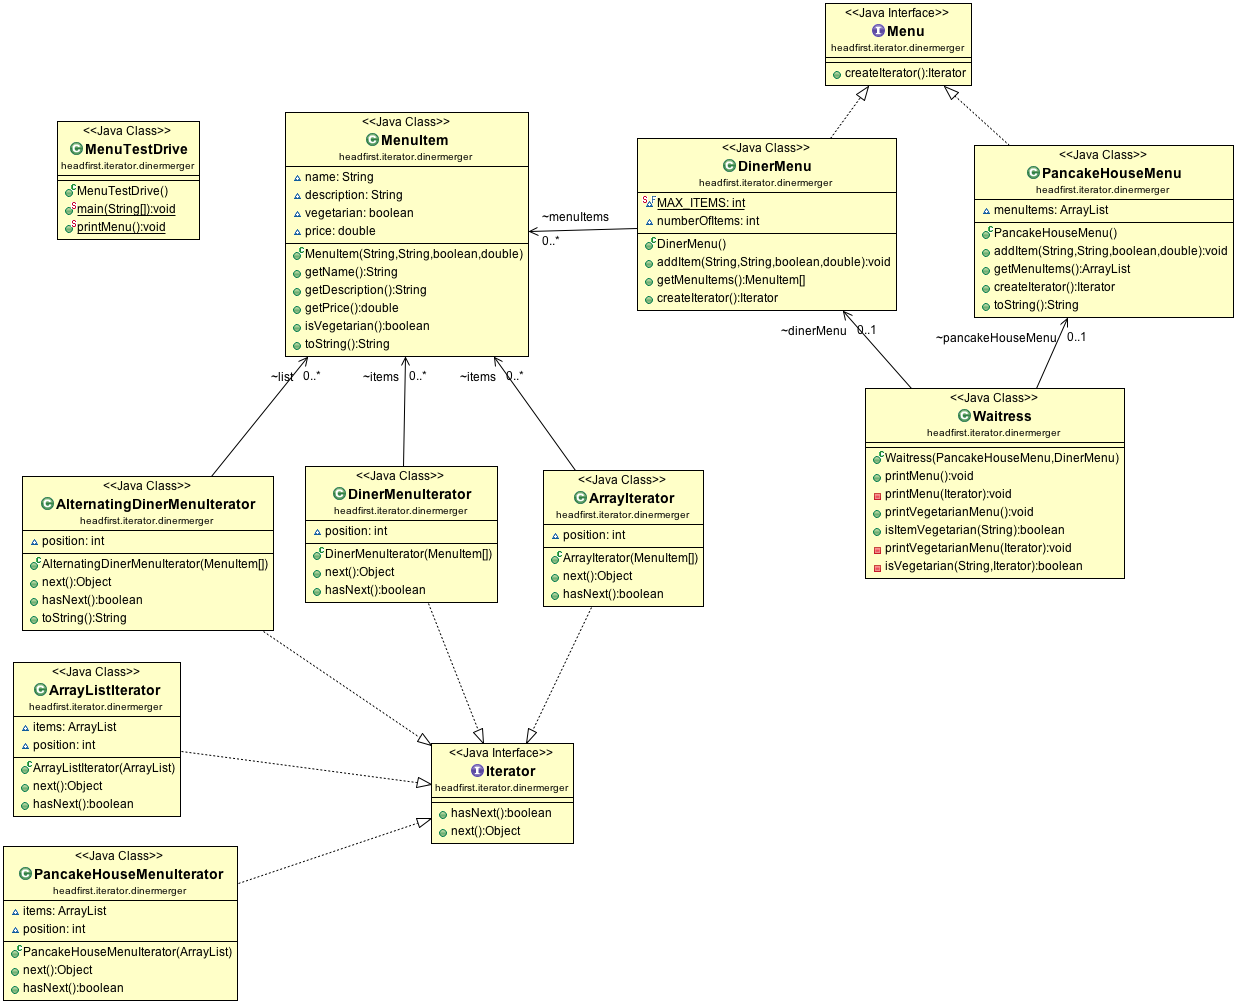 <<Java Interface>>
Menu
headfirst.iterator.dinermerger
createIterator():Iterator
<<Java Class>>
MenuTestDrive
headfirst.iterator.dinermerger
MenuTestDrive()
main(String[]):void
printMenu():void
<<Java Class>>
MenuItem
headfirst.iterator.dinermerger
name: String
description: String
vegetarian: boolean
price: double
MenuItem(String,String,boolean,double)
getName():String
getDescription():String
getPrice():double
isVegetarian():boolean
toString():String
~menuItems
0..*
<<Java Class>>
DinerMenu
headfirst.iterator.dinermerger
MAX_ITEMS: int
numberOfItems: int
DinerMenu()
addItem(String,String,boolean,double):void
getMenuItems():MenuItem[]
createIterator():Iterator
<<Java Class>>
PancakeHouseMenu
headfirst.iterator.dinermerger
menuItems: ArrayList
PancakeHouseMenu()
addItem(String,String,boolean,double):void
getMenuItems():ArrayList
createIterator():Iterator
toString():String
~dinerMenu 0..1
~pancakeHouseMenu 0..1
~list 0..*
~items 0..*
~items 0..*
<<Java Class>>
Waitress
headfirst.iterator.dinermerger
Waitress(PancakeHouseMenu,DinerMenu)
printMenu():void
printMenu(Iterator):void
printVegetarianMenu():void
isItemVegetarian(String):boolean
printVegetarianMenu(Iterator):void
isVegetarian(String,Iterator):boolean
<<Java Class>>
AlternatingDinerMenuIterator
headfirst.iterator.dinermerger
position: int
AlternatingDinerMenuIterator(MenuItem[])
next():Object
hasNext():boolean
toString():String
<<Java Class>>
DinerMenuIterator
headfirst.iterator.dinermerger
position: int
DinerMenuIterator(MenuItem[])
next():Object
hasNext():boolean
<<Java Class>>
ArrayIterator
headfirst.iterator.dinermerger
position: int
ArrayIterator(MenuItem[])
next():Object
hasNext():boolean
<<Java Class>>
ArrayListIterator
headfirst.iterator.dinermerger
items: ArrayList
position: int
ArrayListIterator(ArrayList)
next():Object
hasNext():boolean
<<Java Interface>>
Iterator
headfirst.iterator.dinermerger
hasNext():boolean
next():Object
<<Java Class>>
PancakeHouseMenuIterator
headfirst.iterator.dinermerger
items: ArrayList
position: int
PancakeHouseMenuIterator(ArrayList)
next():Object
hasNext():boolean